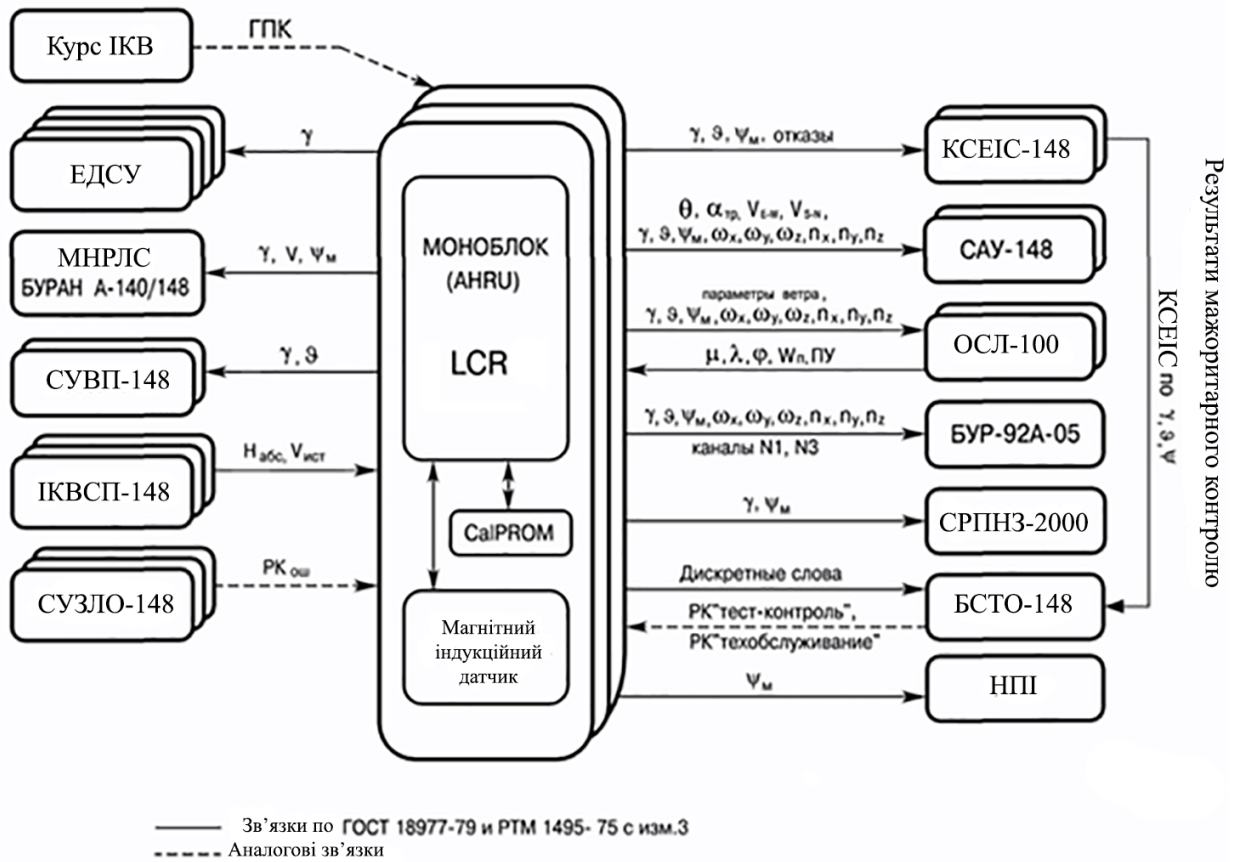 Курс ІКВ
ГПК
ЕДСУ
γ
МНРЛС
БУРАН А-140/148
γ, V, Ψм
СУВП-148
γ, ϑ
ІКВСП-148
Набс, Vист
СУЗЛО-148
РКош
МОНОБЛОК
(AHRU)
LCR
CalPROM
Магнітний
індукційний
датчик
γ, ϑ, Ψм, отказы
КСЕІС-148
θ, αтр, VE-W, VS-N,
γ, ϑ, Ψм, ωx, ωy, ωz, nx, ny, nz
САУ-148
параметры ветра,
γ, ϑ, Ψм, ωx, ωy, ωz, nx, ny, nz
μ, λ, φ, Wп, ПУ
ОСЛ-100
γ, ϑ, Ψм, ωx, ωy, ωz, nx, ny, nz
каналы N1, N3
БУР-92А-05
γ, Ψм
СРПНЗ-2000
Дискретные слова
РК"тест-контроль",
РК"техобслуживание"
БСТО-148
Ψм
НПІ
КСЕІС по γ, ϑ, Ψ
Результати мажоритарного контролю
Зв’язки по ГОСТ 18977-79 и РТМ 1495- 75 с изм.3
Аналогові зв’язки